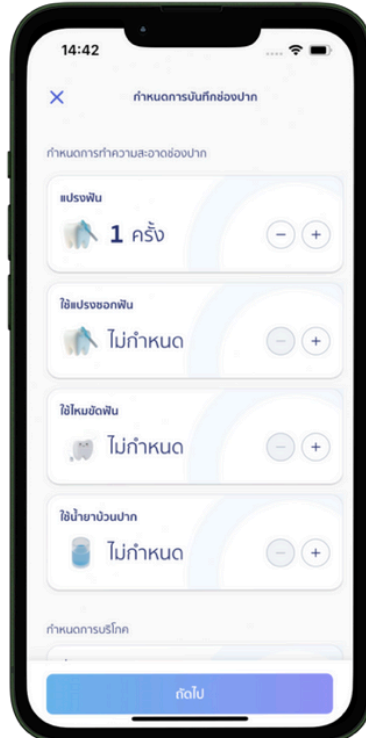 14:42
กำหนดการบันทึกช่องปาก
กำหนดการทำความสะอาดช่องปาก
แปรงฟัน
1 ครั้ง
ใช้แปรงซอกฟัน
ไม่กำหนด
ใช้ไหมขัดฟัน
ไม่กำหนด
ใช้น้ำยาบ้วนปาก
ไม่กำหนด
กำหนดการบริโภค
ถัดไป